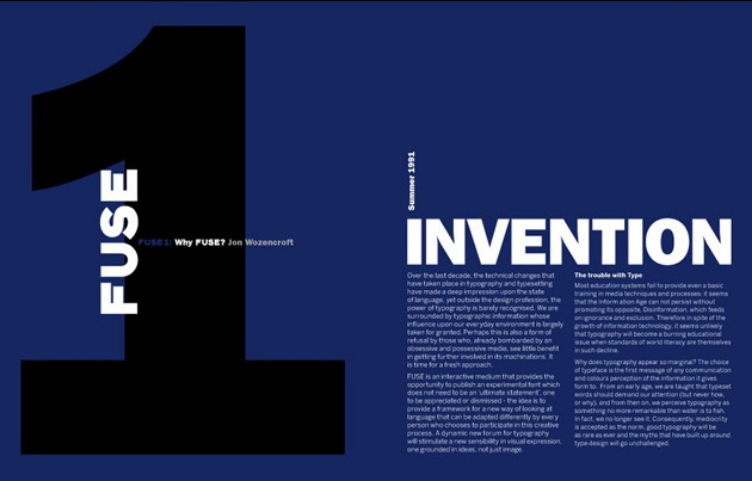 1
FUSE
FUSE 1: Why FUSE? Jon Wozencroft
Summer 1991
INVENTION
Over the last decade, the technical changes that
have taken place in typography and typesetting
have made a deep impression upon the state
of language, yet outside the design profession, the
power of typography is barely recognised. We are
surrounded by typographic information whose
influence upon our everyday environment is largely
taken for granted. Perhaps this is also a form of
refusal by those who, already bombarded by an
obsessive and possessive media, see little benefit
in getting further involved in its machinations. It
is time for a fresh approach.
FUSE is an interactive medium that provides the
opportunity to publish an experimental font which
does not need to be an 'ultimate statement', one
to be appreciated or dismissed - the idea is to
provide a framework for a new way of looking at
language that can be adapted differently by every
person who chooses to participate in this creative
process. A dynamic new forum for typography
will stimulate a new sensibility in visual expression,
one grounded in ideas, not just image.
The trouble with Type
Most education systems fail to provide even a basic
training in media techniques and processes: it seems
that the Information Age can not persist without
promoting its opposite, Disinformation, which feeds
on ignorance and exclusion. Therefore in spite of the
growth of information technology, it seems unlikely
that typography will become a burning educational
issue when standards of world literacy are themselves
in such decline.
Why does typography appear so marginal? The choice
of typeface is the first message of any communication
and colours perception of the information it gives
form to. From an early age, we are taught that typeset
words should demand our attention (but never how,
or why), and from then on, we perceive typography as
something no more remarkable than water is to fish.
In fact, we no longer see it. Consequently, mediocrity
is accepted as the norm, good typography will be
as rare as ever and the myths that have built up around
type design will go unchallenged.